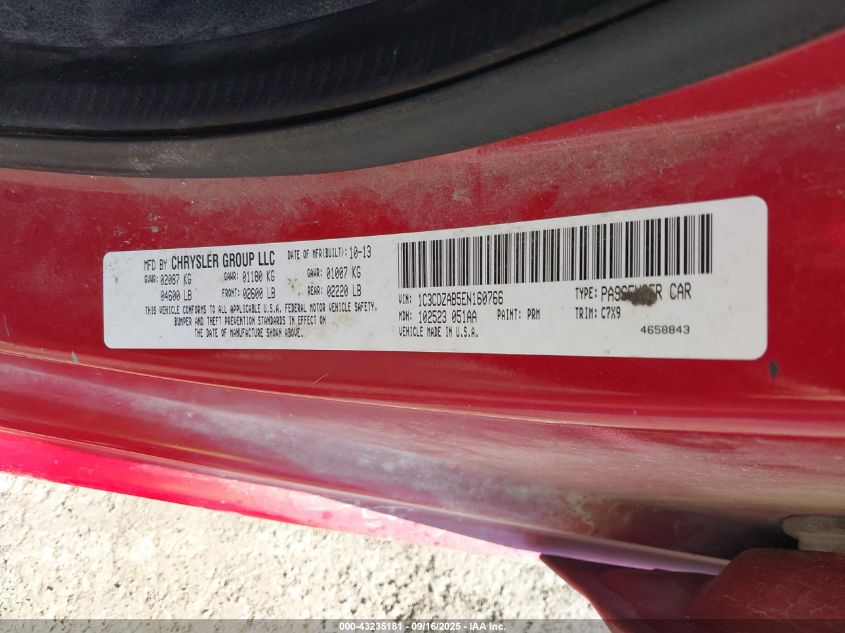 MFD BY CHRYSLER GROUP LLC DATE OF MFR(BUILT): 10-13
GVWR: 02087 KG GAWR: 01180 KG GAWR: 01007 KG
04600 LB FRONT: 02600 LB REAR: 02220 LB
THIS VEHICLE CONFORMS TO ALL APPLICABLE U.S.A. FEDERAL MOTOR VEHICLE SAFETY,
BUMPER AND THEFT PREVENTION STANDARDS IN EFFECT ON
THE DATE OF MANUFACTURE SHOWN ABOVE.
VIN: 1C3CDZAB5EN160766 TYPE: PASSENGER CAR
MDH: 102523 051AA PAINT: PRM TRIM: C7X9
VEHICLE MADE IN U.S.A. 4658843
000-43235181 - 09/16/2025 - IAA Inc.